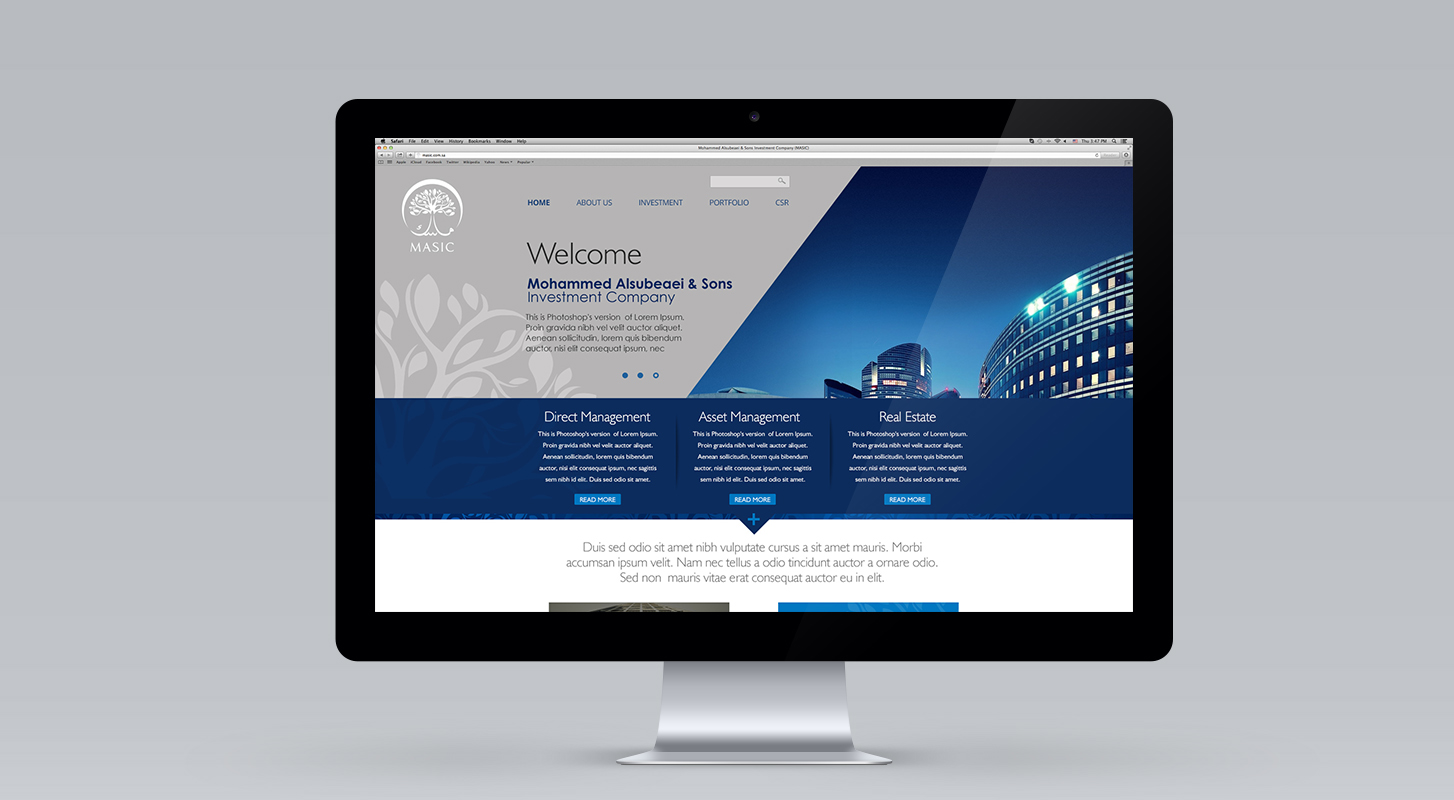 Safari File Edit View History Bookmarks Window Help
Thu 3:47 PM
Mohammed Alsubeaei & Sons Investment Company (MASIC)
masic.com.sa
Apple iCloud Facebook Twitter Wikipedia Yahoo News Popular
MASIC
HOME ABOUT US INVESTMENT PORTFOLIO CSR
Welcome
Mohammed Alsubeaei & Sons
Investment Company
This is Photoshop's version of Lorem Ipsum.
Proin gravida nibh vel velit auctor aliquet.
Aenean sollicitudin, lorem quis bibendum
auctor, nisi elit consequat ipsum, nec
Direct Management
This is Photoshop's version of Lorem Ipsum.
Proin gravida nibh vel velit auctor aliquet.
Aenean sollicitudin, lorem quis bibendum
auctor, nisi elit consequat ipsum, nec sagittis
sem nibh id elit. Duis sed odio sit amet.
READ MORE
Asset Management
This is Photoshop's version of Lorem Ipsum.
Proin gravida nibh vel velit auctor aliquet.
Aenean sollicitudin, lorem quis bibendum
auctor, nisi elit consequat ipsum, nec sagittis
sem nibh id elit. Duis sed odio sit amet.
READ MORE
Real Estate
This is Photoshop's version of Lorem Ipsum.
Proin gravida nibh vel velit auctor aliquet.
Aenean sollicitudin, lorem quis bibendum
auctor, nisi elit consequat ipsum, nec sagittis
sem nibh id elit. Duis sed odio sit amet.
READ MORE
+
Duis sed odio sit amet nibh vulputate cursus a sit amet mauris. Morbi
accumsan ipsum velit. Nam nec tellus a odio tincidunt auctor a ornare odio.
Sed non mauris vitae erat consequat auctor eu in elit.